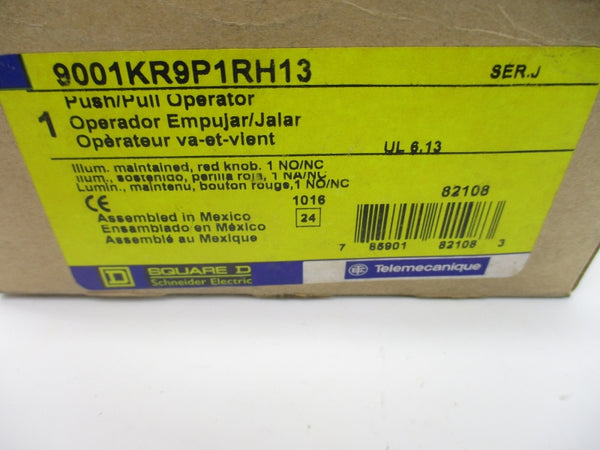 9001KR9P1RH13 SER.J
Push/Pull Operator
1 Operador Empujar/Jalar
Opèrateur va-et-vient
UL 6.13
Illum. maintained, red knob. 1 NO/NC
Illum., sostenido, perilla roja, 1 NA/NC
Lumin., maintenu, bouton rouge,1 NO/NC
CE 1016 82108
Assembled in Mexico 24
Ensamblado en México
Assemblé au Mexique
7 85901 82108 3
D SQUARE D Telemecanique
Schneider Electric